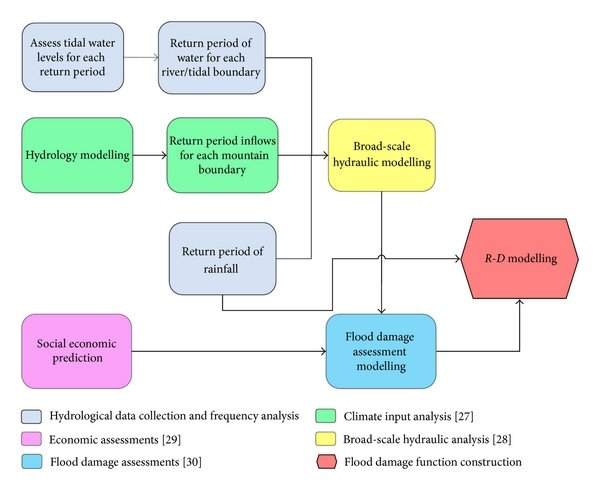 Assess tidal water
levels for each
return period
Return period of
water for each
river/tidal boundary
Hydrology modelling
Return period inflows
for each mountain
boundary
Broad-scale
hydraulic modelling
Return period of
rainfall
R-D modelling
Social economic
prediction
Flood damage
assessment
modelling
Hydrological data collection and frequency analysis
Economic assessments [29]
Flood damage assessments [30]
Climate input analysis [27]
Broad-scale hydraulic analysis [28]
Flood damage function construction